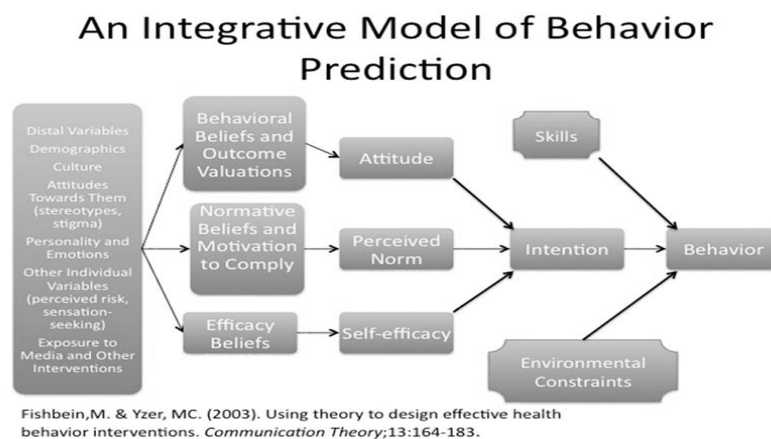 An Integrative Model of Behavior
Prediction
Distal Variables
Demographics
Culture
Attitudes
Towards Them
(stereotypes,
stigma)
Personality and
Emotions
Other Individual
Variables
(perceived risk,
sensation-
seeking)
Exposure to
Media and Other
Interventions
Behavioral
Beliefs and
Outcome
Valuations
Normative
Beliefs and
Motivation
to Comply
Efficacy
Beliefs
Attitude
Perceived
Norm
Self-efficacy
Skills
Intention
Behavior
Environmental
Constraints
Fishbein,M. & Yzer, MC. (2003). Using theory to design effective health
behavior interventions. Communication Theory;13:164-183.